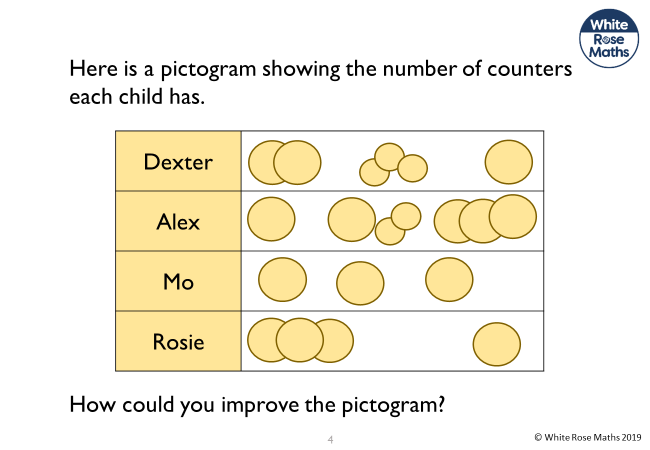 White
Rose
Maths
Here is a pictogram showing the number of counters
each child has.
Dexter
Alex
Mo
Rosie
How could you improve the pictogram?
4
© White Rose Maths 2019